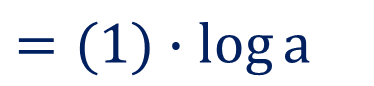 = (1) · log a